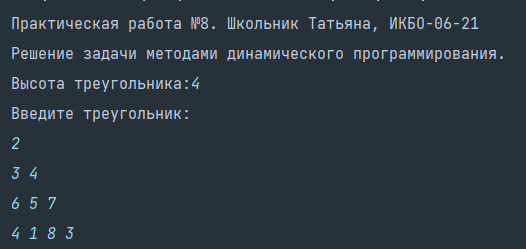 Практическая работа №8. Школьник Татьяна, ИКБО-06-21
Решение задачи методами динамического программирования.
Высота треугольника:4
Введите треугольник:
2
3 4
6 5 7
4 1 8 3